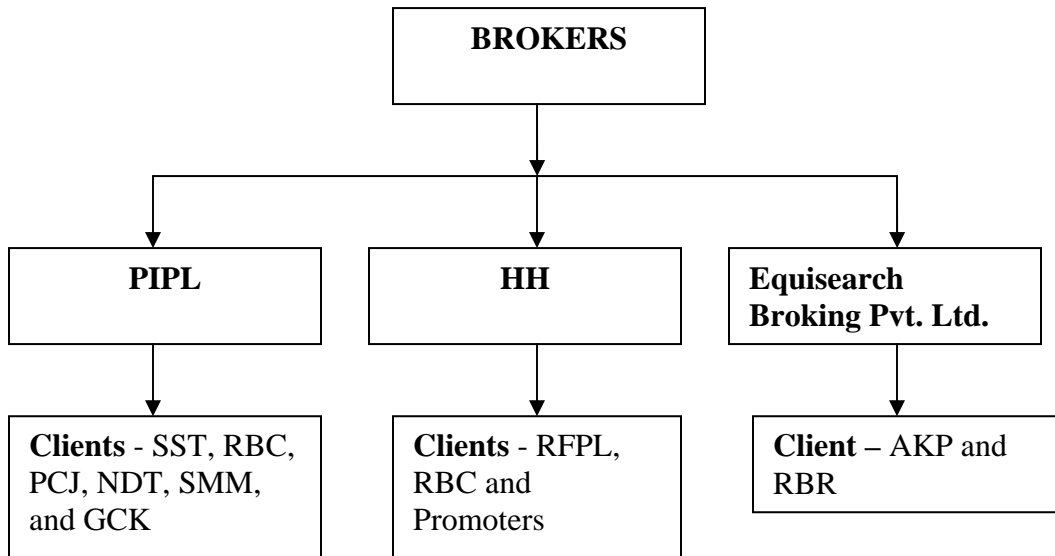 BROKERS
PIPL
HH
Equisearch
Broking Pvt. Ltd.
Clients - SST, RBC,
PCJ, NDT, SMM,
and GCK
Clients - RFPL,
RBC and
Promoters
Client – AKP and
RBR